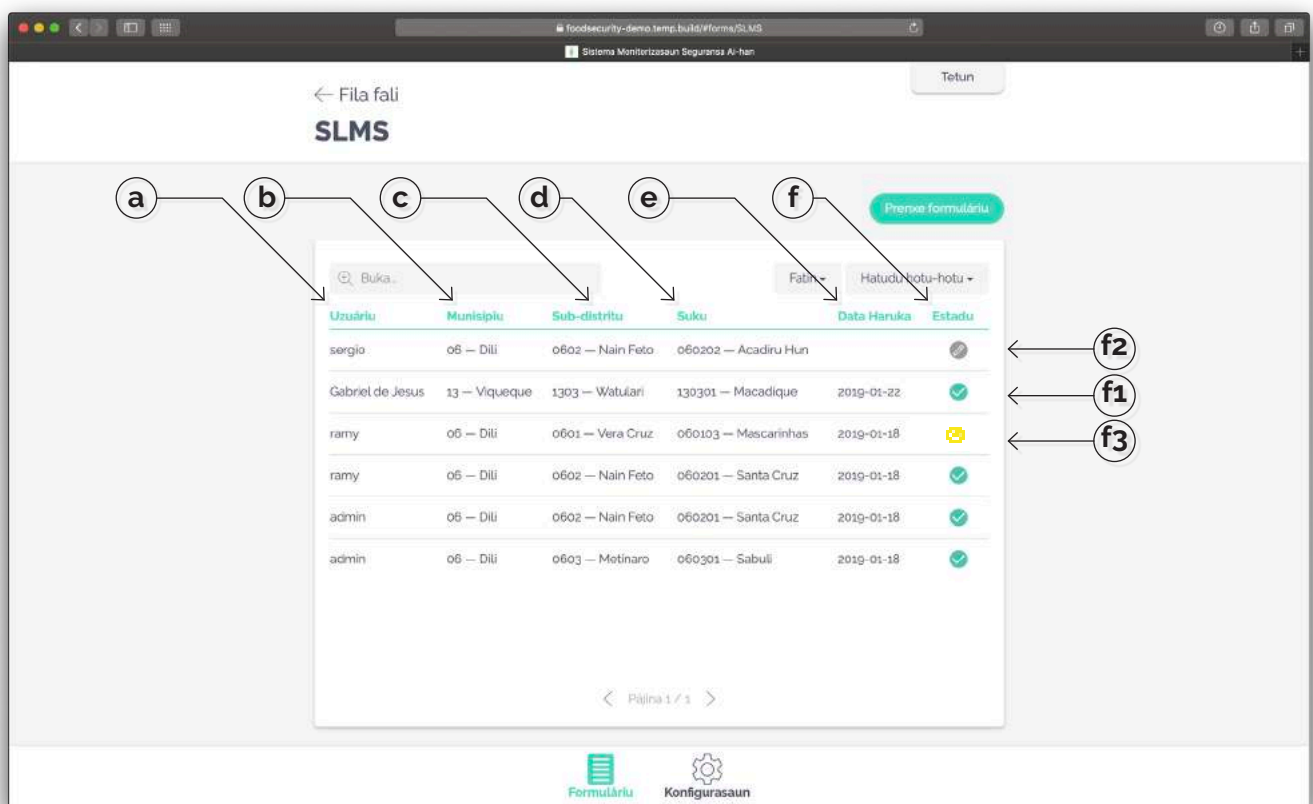 foodsecurity-demo.temp.build/#forms/SLMS
Sistema Monitorizasaun Seguransa Ai-han
Tetun
← Fila fali
SLMS
a b c d e f
Prenxe formuláriu
Buka...
Fatin
Hatudu hotu-hotu
Uzuáriu Munisípiu Sub-distritu Suku Data Haruka Estadu
sergio 06 — Dili 0602 — Nain Feto 060202 — Acadiru Hun f2
Gabriel de Jesus 13 — Viqueque 1303 — Watulari 130301 — Macadique 2019-01-22 f1
ramy 06 — Dili 0601 — Vera Cruz 060103 — Mascarinhas 2019-01-18 f3
ramy 06 — Dili 0602 — Nain Feto 060201 — Santa Cruz 2019-01-18
admin 06 — Dili 0602 — Nain Feto 060201 — Santa Cruz 2019-01-18
admin 06 — Dili 0603 — Metinaro 060301 — Sabuli 2019-01-18
Pájina 1 / 1
Formuláriu Konfigurasaun